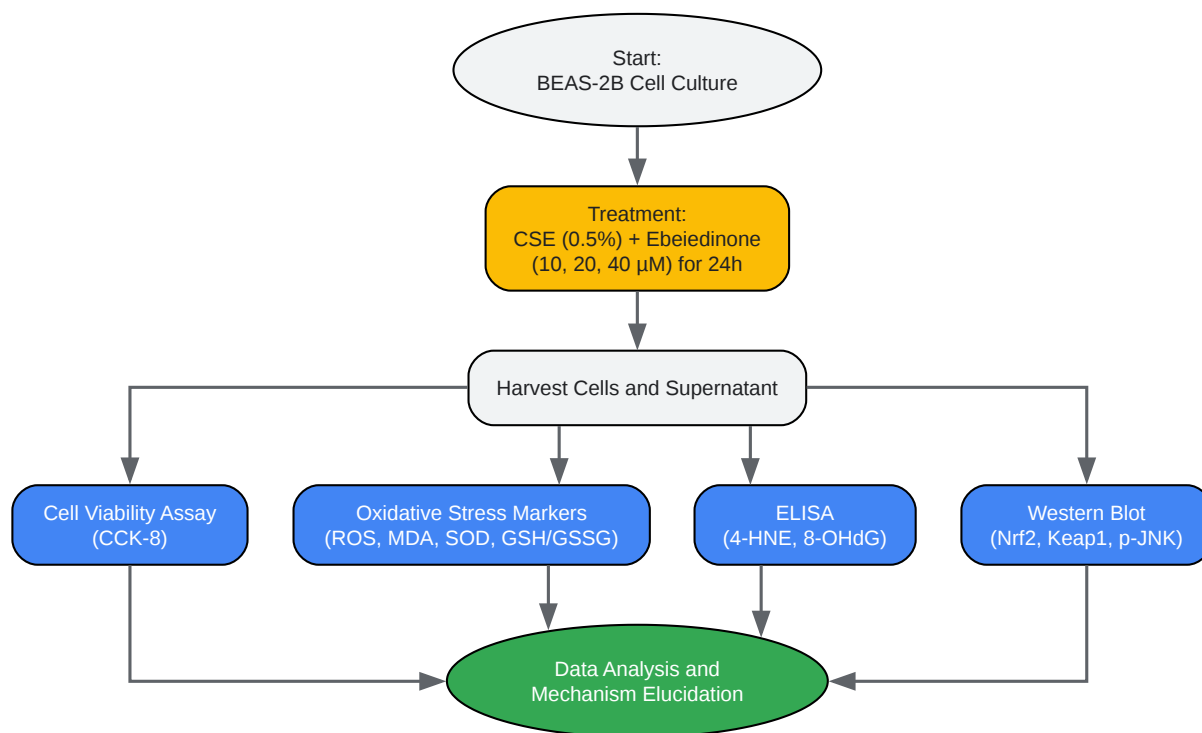 Start:
BEAS-2B Cell Culture
Treatment:
CSE (0.5%) + Ebeiedinone
(10, 20, 40 µM) for 24h
Harvest Cells and Supernatant
Cell Viability Assay
(CCK-8)
Oxidative Stress Markers
(ROS, MDA, SOD, GSH/GSSG)
ELISA
(4-HNE, 8-OHdG)
Western Blot
(Nrf2, Keap1, p-JNK)
Data Analysis and
Mechanism Elucidation